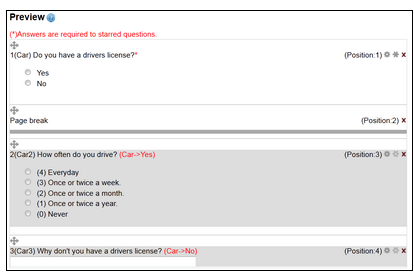 Preview
(*)Answers are required to starred questions.
1(Car) Do you have a drivers license?* (Position:1) x
Yes
No
Page break (Position:2) x
2(Car2) How often do you drive? (Car->Yes) (Position:3) x
(4) Everyday
(3) Once or twice a week.
(2) Once or twice a month.
(1) Once or twice a year.
(0) Never
3(Car3) Why don't you have a drivers license? (Car->No) (Position:4) x